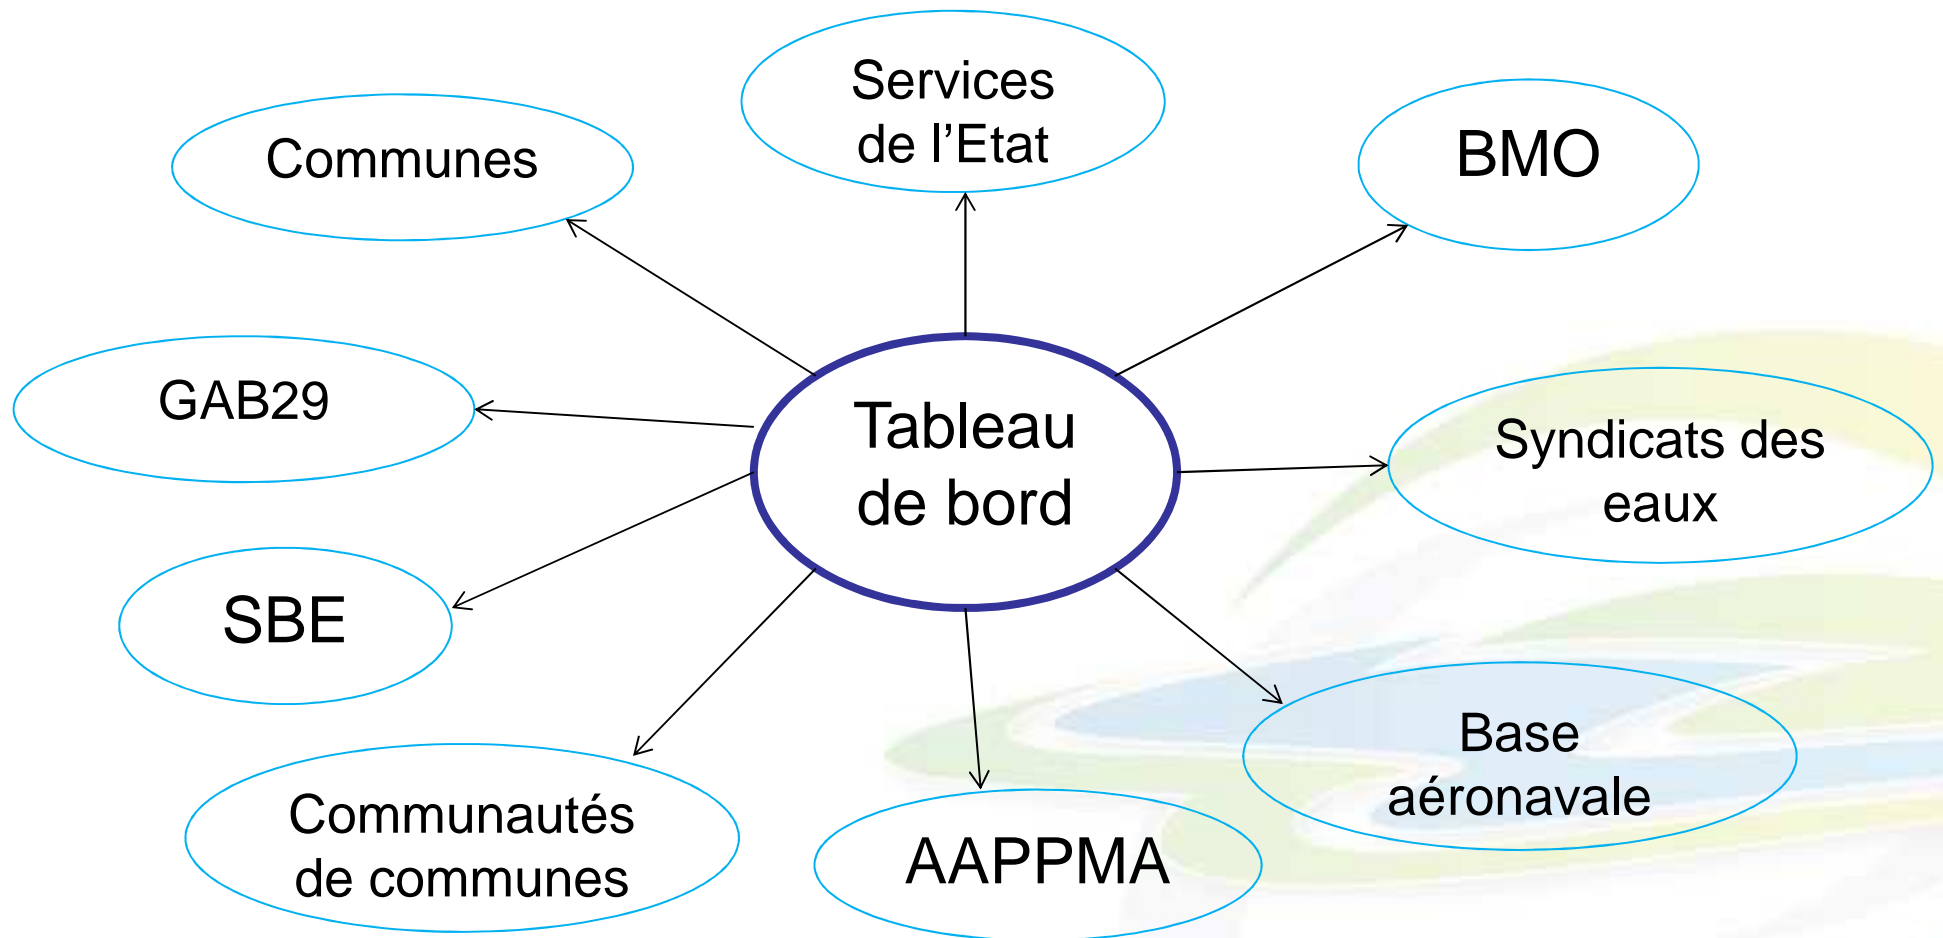 Services
de l’Etat
Communes
BMO
GAB29
Tableau
de bord
Syndicats des
eaux
SBE
Base
aéronavale
Communautés
de communes
AAPPMA